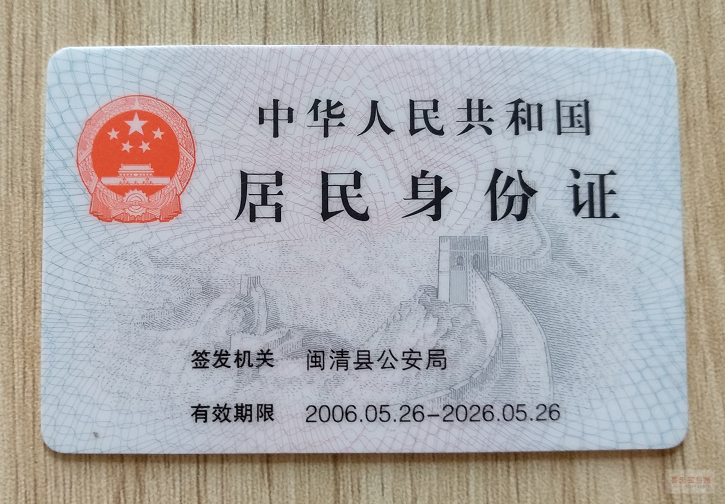 中华人民共和国
居民身份证
签发机关 闽清县公安局
有效期限 2006.05.26-2026.05.26